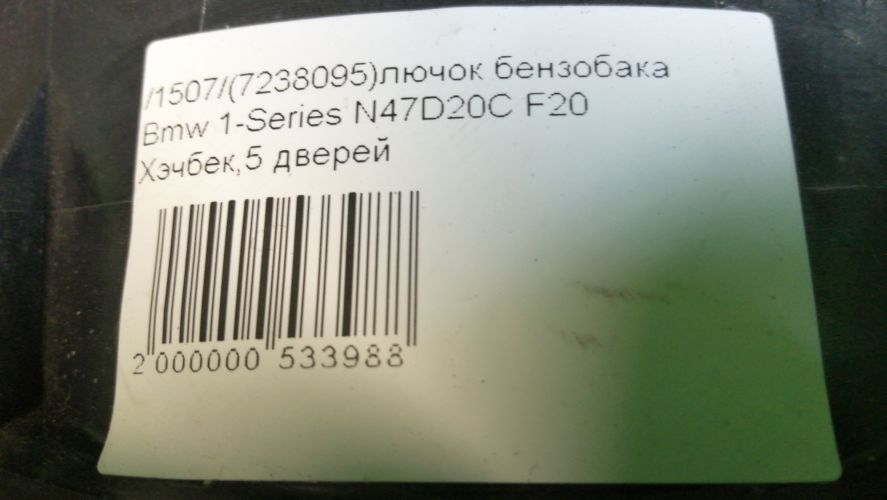 /1507/(7238095)лючок бензобака
Bmw 1-Series N47D20C F20
Хэчбек,5 дверей
2 000000 533988